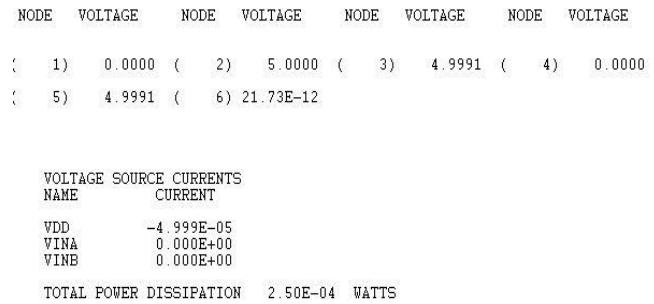 NODE VOLTAGE NODE VOLTAGE NODE VOLTAGE NODE VOLTAGE
( 1) 0.0000 ( 2) 5.0000 ( 3) 4.9991 ( 4) 0.0000
( 5) 4.9991 ( 6) 21.73E-12
VOLTAGE SOURCE CURRENTS
NAME CURRENT
VDD -4.999E-05
VINA 0.000E+00
VINB 0.000E+00
TOTAL POWER DISSIPATION 2.50E-04 WATTS